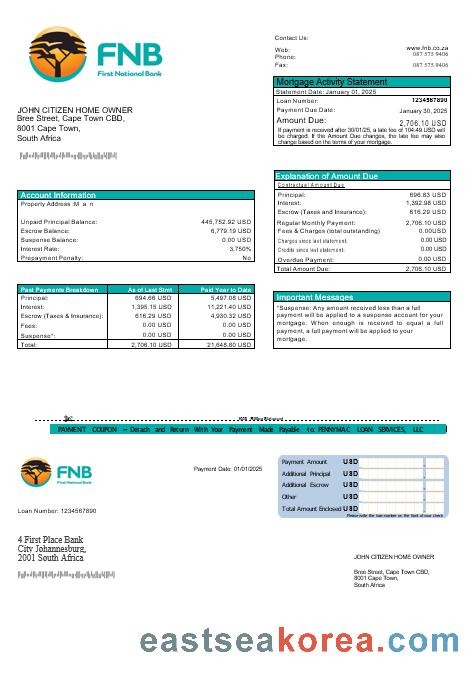 FNB
First National Bank
Contact Us:
Web: www.fnb.co.za
Phone: 087 575 9406
Fax: 087 575 9406
Mortgage Activity Statement
Statement Date: January 01, 2025
Loan Number: 1234567890
Payment Due Date: January 30, 2025
Amount Due: 2,706.10 USD
If payment is received after 30/01/25, a late fee of 104.49 USD will
be charged. If the Amount Due changes, the late fee may also
change based on the terms of your mortgage.
JOHN CITIZEN HOME OWNER
Bree Street, Cape Town CBD,
8001 Cape Town,
South Africa
Explanation of Amount Due
Contractual Amount Due
Principal: 696.83 USD
Interest: 1,392.98 USD
Escrow (Taxes and Insurance): 616.29 USD
Regular Monthly Payment: 2,706.10 USD
Fees & Charges (total outstanding) 0.00USD
Charges since last statement: 0.00 USD
Credits since last statement: 0.00 USD
Overdue Payment: 0.00 USD
Total Amount Due: 2,706.10 USD
Account Information
Property Address :M a n
Unpaid Principal Balance: 445,752.92 USD
Escrow Balance: 6,779.19 USD
Suspense Balance: 0.00 USD
Interest Rate: 3.750%
Prepayment Penalty: No
Past Payments Breakdown As of Last Stmt Paid Year to Date
Principal: 694.66 USD 5,497.08 USD
Interest: 1,395.15 USD 11,221.40 USD
Escrow (Taxes & Insurance): 616.29 USD 4,930.32 USD
Fees: 0.00 USD 0.00 USD
Suspense*: 0.00 USD 0.00 USD
Total: 2,706.10 USD 21,648.80 USD
Important Messages
*Suspense: Any amount received less than a full
payment will be applied to a suspense account for your
mortgage. When enough is received to equal a full
payment, a full payment will be applied to your
mortgage.
PAYMENT COUPON – Detach and Return With Your Payment Made Payable to: PENNYMAC LOAN SERVICES, LLC
FNB
First National Bank
Payment Date: 01/01/2025
Payment Amount USD
Additional Principal USD
Additional Escrow USD
Other USD
Total Amount Enclosed USD
Please write the loan number on the front of your check
Loan Number: 1234567890
4 First Place Bank
City Johannesburg,
2001 South Africa
JOHN CITIZEN HOME OWNER
Bree Street, Cape Town CBD,
8001 Cape Town,
South Africa
eastseakorea.com